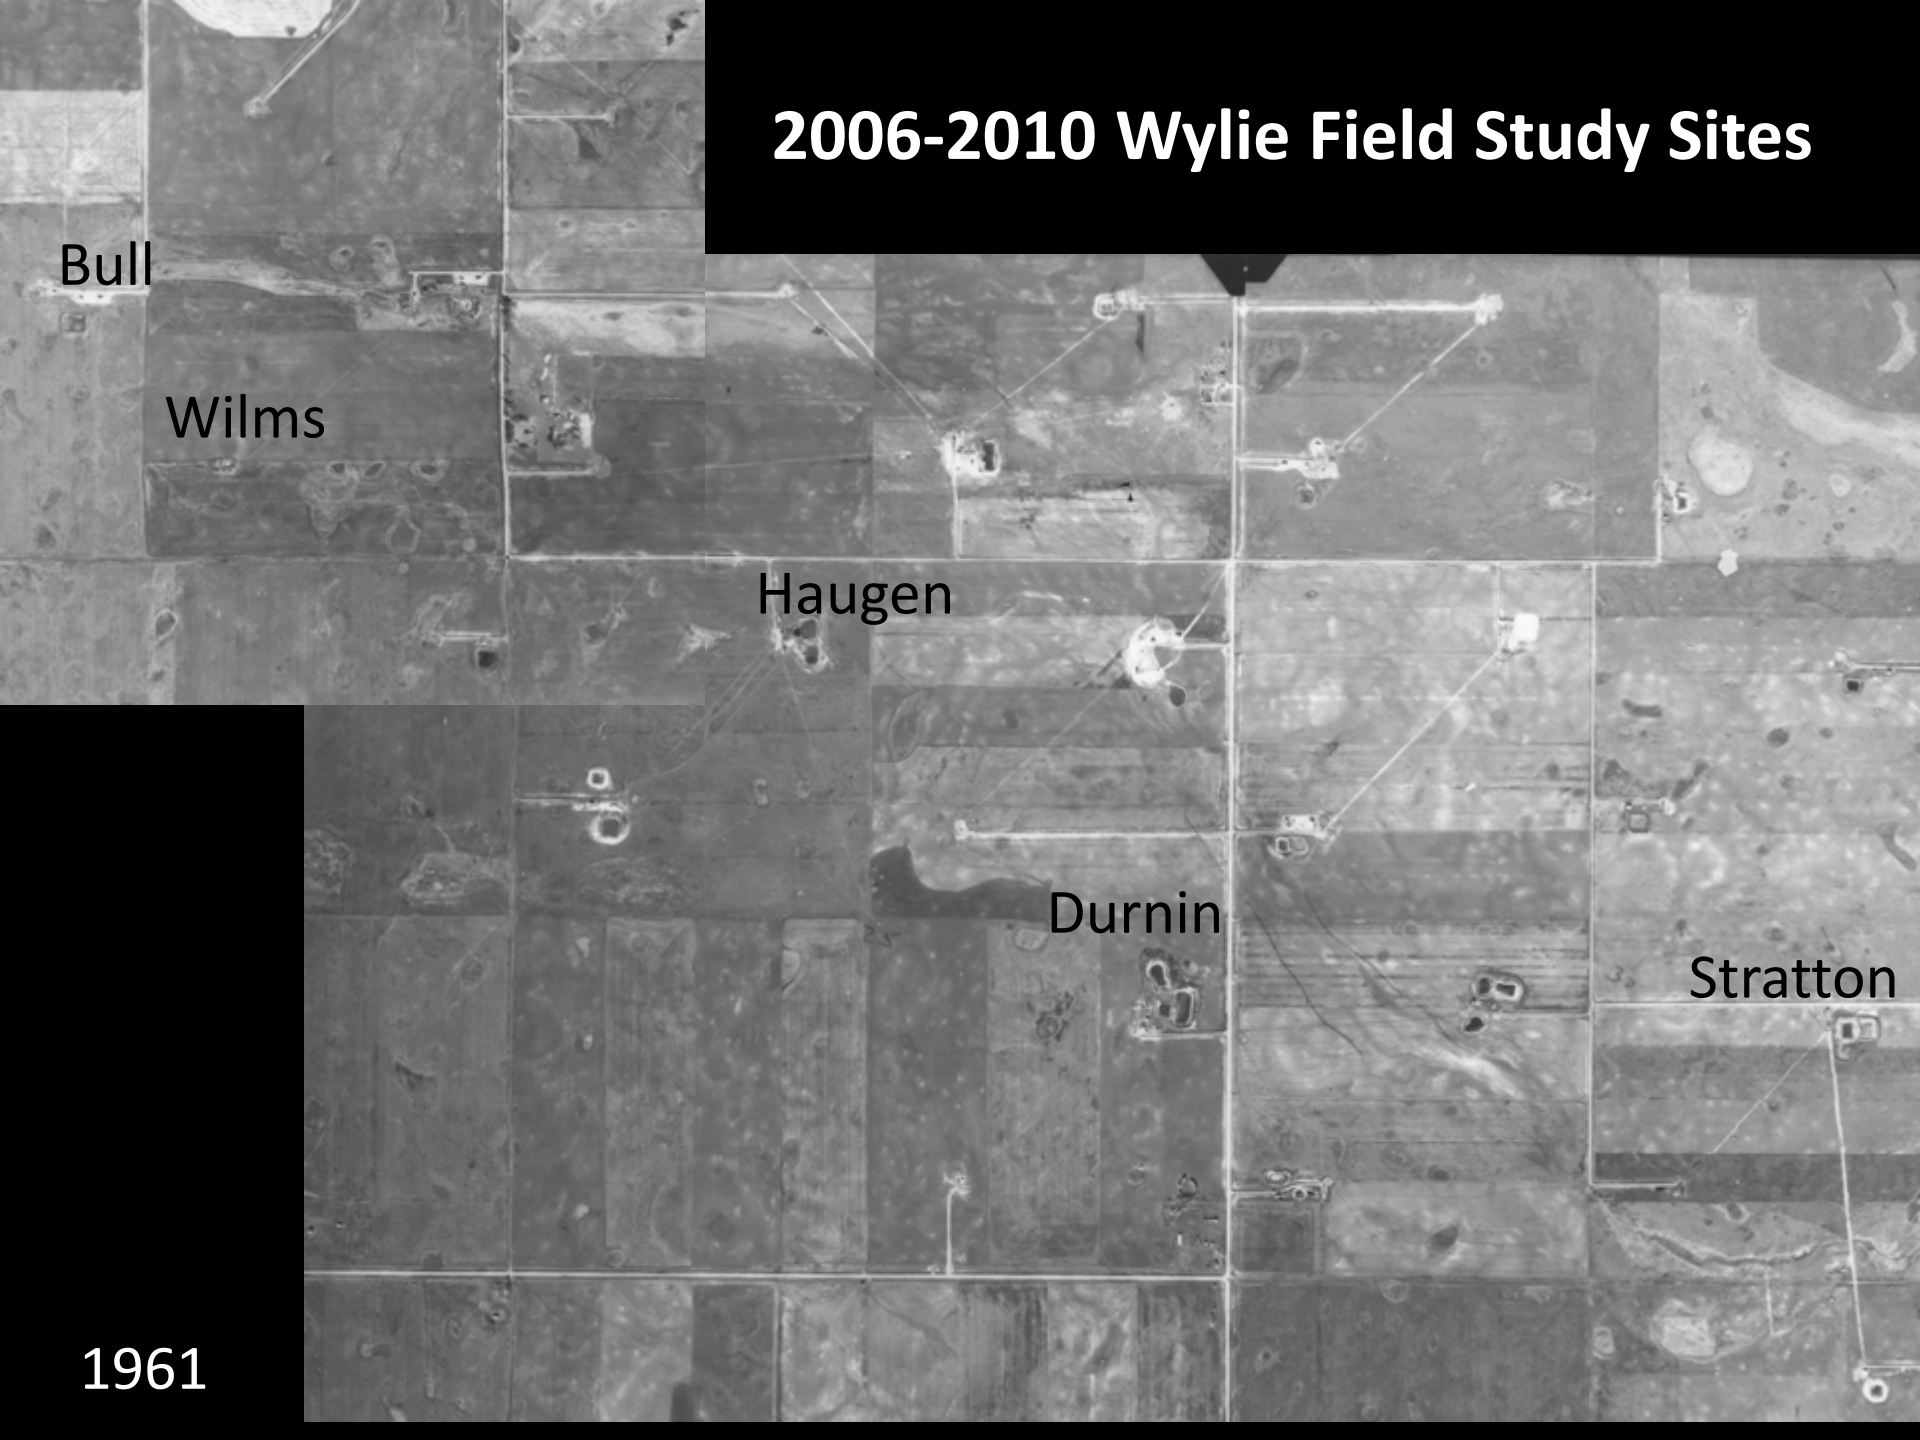 2006-2010 Wylie Field Study Sites
Bull
Wilms
Haugen
Durnin
Stratton
1961